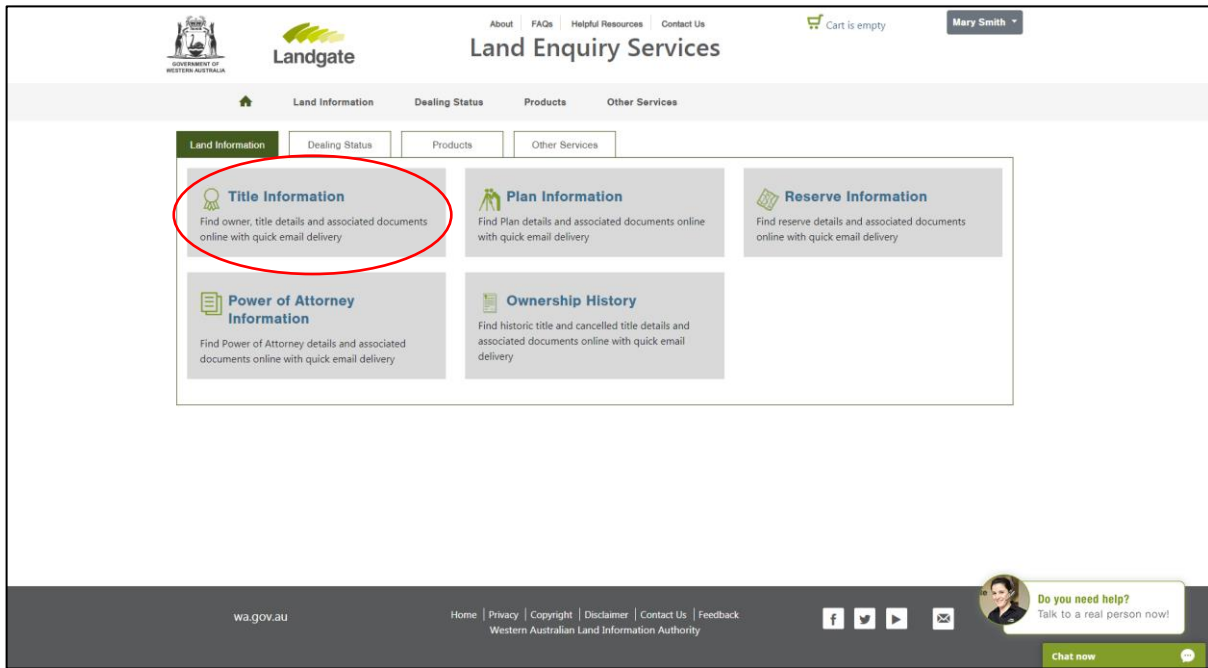 GOVERNMENT OF
WESTERN AUSTRALIA
Landgate
About FAQs Helpful Resources Contact Us
Land Enquiry Services
Cart is empty
Mary Smith
Land Information Dealing Status Products Other Services
Land Information Dealing Status Products Other Services
Title Information
Find owner, title details and associated documents
online with quick email delivery
Plan Information
Find Plan details and associated documents online
with quick email delivery
Reserve Information
Find reserve details and associated documents
online with quick email delivery
Power of Attorney
Information
Find Power of Attorney details and associated
documents online with quick email delivery
Ownership History
Find historic title and cancelled title details and
associated documents online with quick email
delivery
wa.gov.au
Home | Privacy | Copyright | Disclaimer | Contact Us | Feedback
Western Australian Land Information Authority
Do you need help?
Talk to a real person now!
Chat now